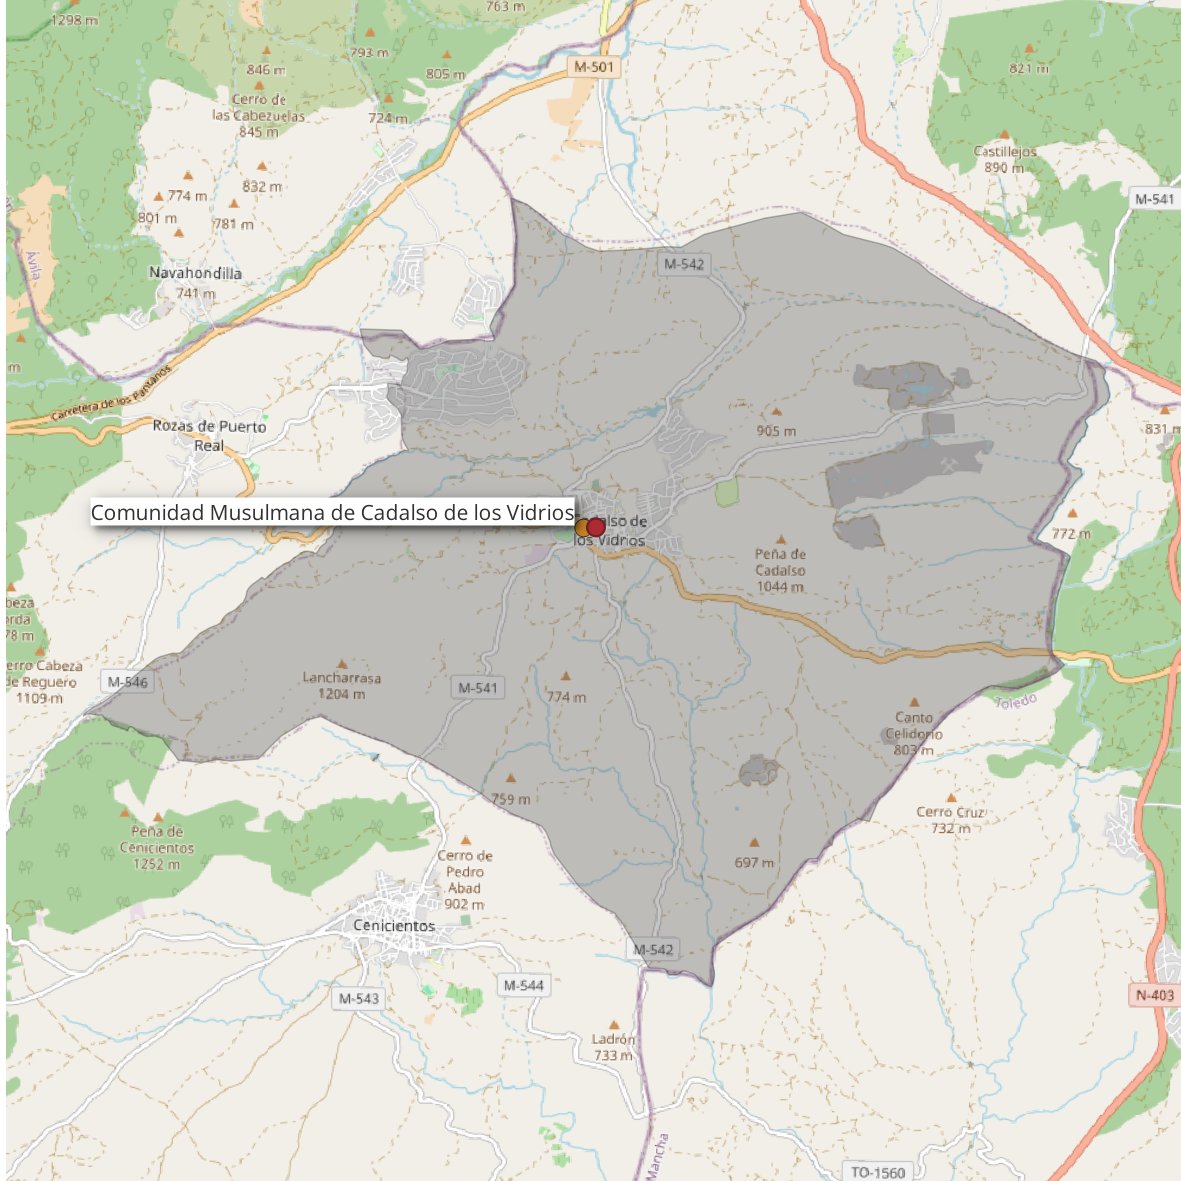 1298 m
763 m
793 m
846 m
805 m
M-501
821 m
Cerro de
las Cabezuelas
845 m
724 m
Castillejos
890 m
774 m
832 m
M-541
801 m
781 m
Ávila
M-542
Navahondilla
741 m
Carretera de los Pantanos
Rozas de Puerto
Real
905 m
831 m
Comunidad Musulmana de Cadalso de los Vidrios
los Vidrios
772 m
Peña de
Cadalso
1044 m
Lancharrasa
1204 m
M-546
M-541
774 m
1109 m
Toledo
Canto
Celidonio
803 m
759 m
Cerro Cruz
732 m
Peña de
Cenicientos
1252 m
Cerro de
Pedro
Abad
902 m
697 m
Cenicientos
M-542
M-544
M-543
N-403
Ladrón
733 m
Mancha
TO-1560